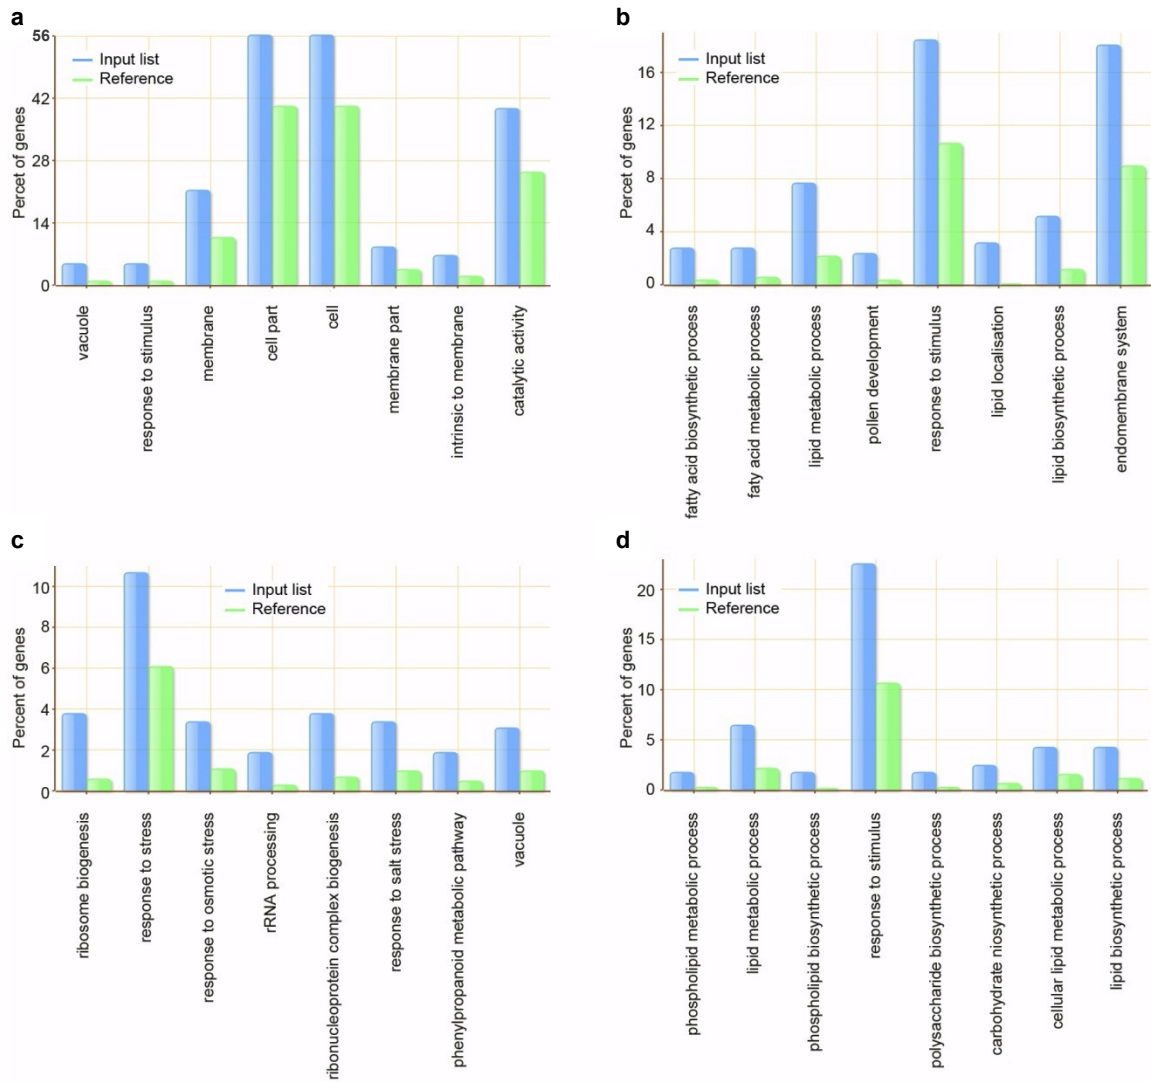 a
56
42
28
14
0
Percet of genes
Input list
Reference
vacuole
response to stimulus
membrane
cell part
cell
membrane part
intrinsic to membrane
catalytic activity
b
16
12
8
4
0
Percet of genes
Input list
Reference
fatty acid biosynthetic process
faty acid metabolic process
lipid metabolic process
pollen development
response to stimulus
lipid localisation
lipid biosynthetic process
endomembrane system
c
10
8
6
4
2
0
Percent of genes
Input list
Reference
ribosome biogenesis
response to stress
response to osmotic stress
rRNA processing
ribonucleoprotein complex biogenesis
response to salt stress
phenylpropanoid metabolic pathway
vacuole
d
20
15
10
5
0
Percent of genes
Input list
Reference
phospholipid metabolic process
lipid metabolic process
phospholipid biosynthetic process
response to stimulus
polysaccharide biosynthetic process
carbohydrate niosynthetic process
cellular lipid metabolic process
lipid biosynthetic process